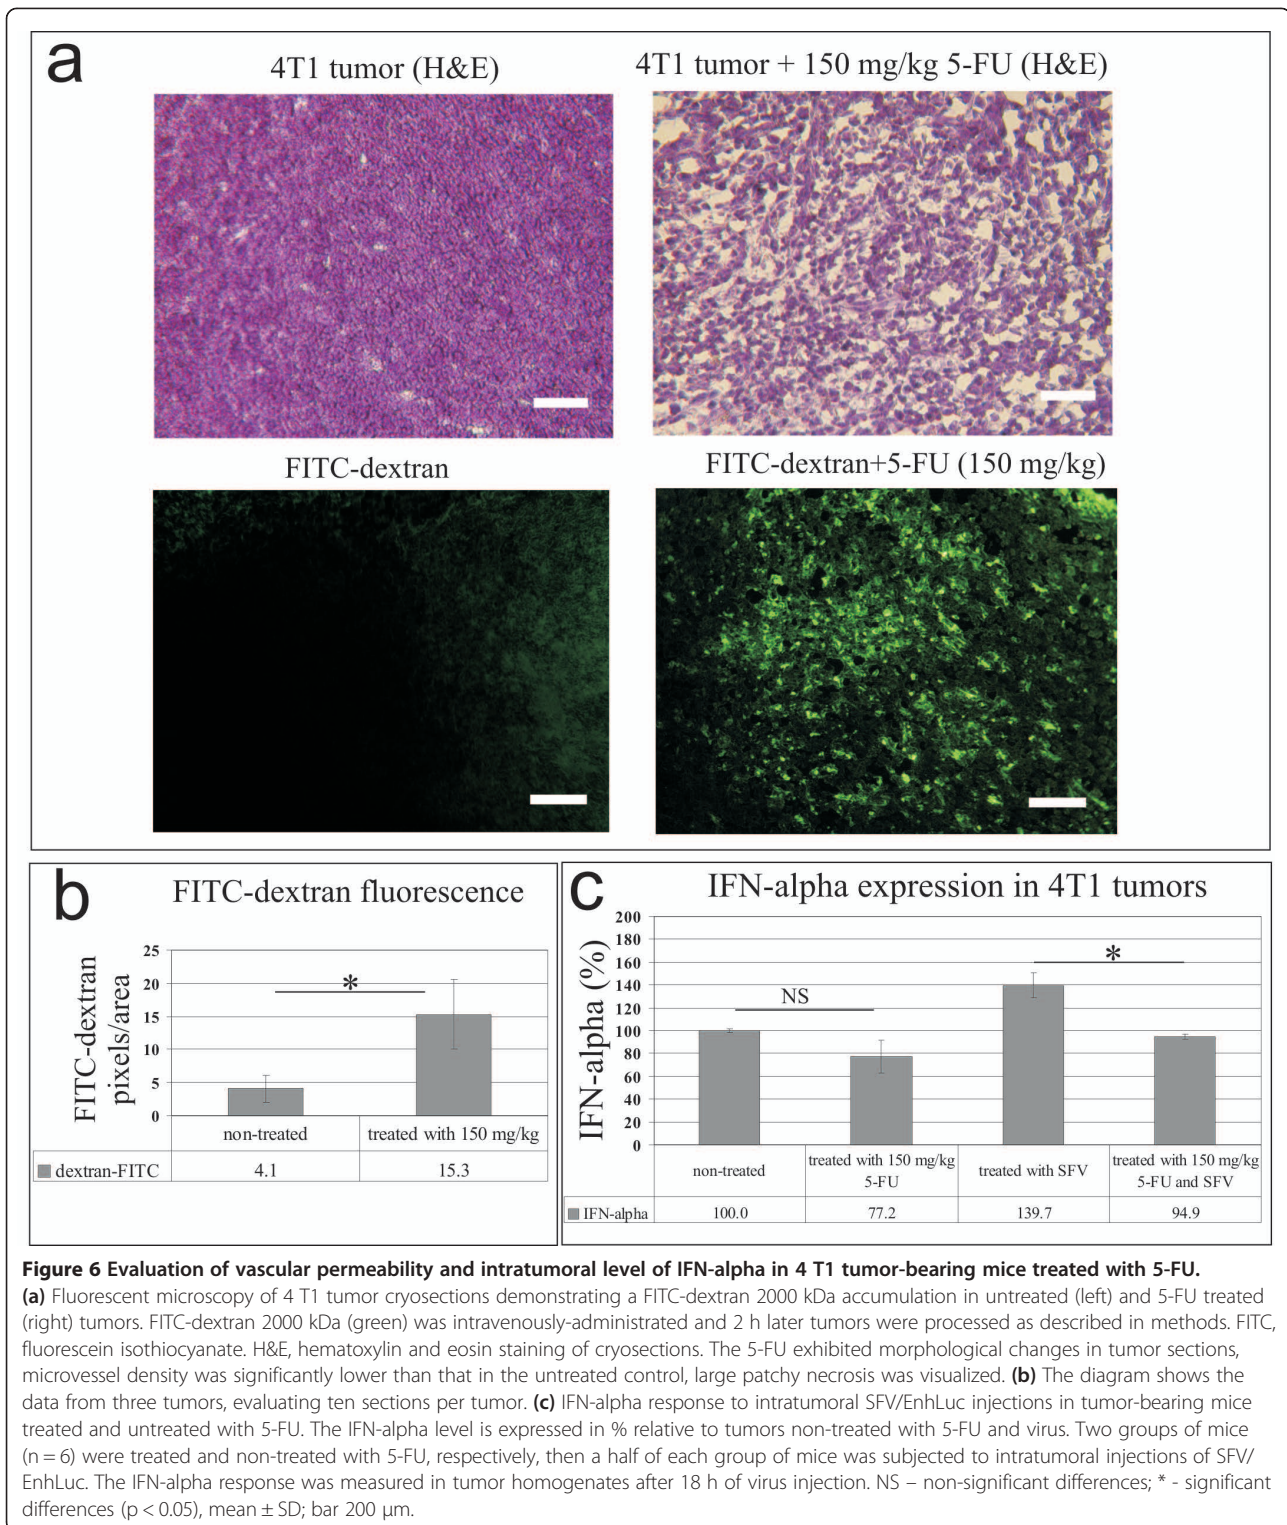 a
4T1 tumor (H&E)
4T1 tumor + 150 mg/kg 5-FU (H&E)
FITC-dextran
FITC-dextran+5-FU (150 mg/kg)
b
FITC-dextran fluorescence
FITC-dextran
pixels/area
25
20
15
10
5
0
*
non-treated
treated with 150 mg/kg
dextran-FITC
4.1
15.3
c
IFN-alpha expression in 4T1 tumors
IFN-alpha (%)
200
180
160
140
120
100
80
60
40
20
0
NS
*
non-treated
treated with 150 mg/kg
5-FU
treated with SFV
treated with 150 mg/kg
5-FU and SFV
IFN-alpha
100.0
77.2
139.7
94.9
Figure 6 Evaluation of vascular permeability and intratumoral level of IFN-alpha in 4 T1 tumor-bearing mice treated with 5-FU.
(a) Fluorescent microscopy of 4 T1 tumor cryosections demonstrating a FITC-dextran 2000 kDa accumulation in untreated (left) and 5-FU treated
(right) tumors. FITC-dextran 2000 kDa (green) was intravenously-administrated and 2 h later tumors were processed as described in methods. FITC,
fluorescein isothiocyanate. H&E, hematoxylin and eosin staining of cryosections. The 5-FU exhibited morphological changes in tumor sections,
microvessel density was significantly lower than that in the untreated control, large patchy necrosis was visualized. (b) The diagram shows the
data from three tumors, evaluating ten sections per tumor. (c) IFN-alpha response to intratumoral SFV/EnhLuc injections in tumor-bearing mice
treated and untreated with 5-FU. The IFN-alpha level is expressed in % relative to tumors non-treated with 5-FU and virus. Two groups of mice
(n = 6) were treated and non-treated with 5-FU, respectively, then a half of each group of mice was subjected to intratumoral injections of SFV/
EnhLuc. The IFN-alpha response was measured in tumor homogenates after 18 h of virus injection. NS – non-significant differences; * - significant
differences (p < 0.05), mean ± SD; bar 200 μm.